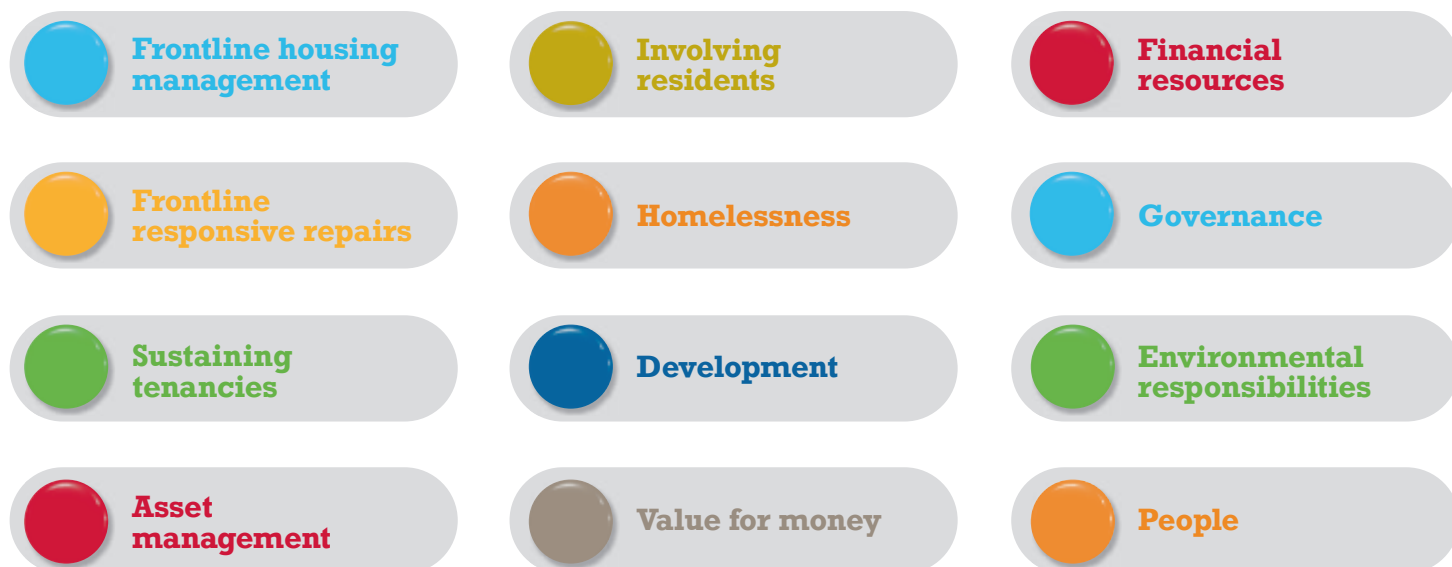 Frontline housing
management
Involving
residents
Financial
resources
Frontline
responsive repairs
Homelessness
Governance
Sustaining
tenancies
Development
Environmental
responsibilities
Asset
management
Value for money
People